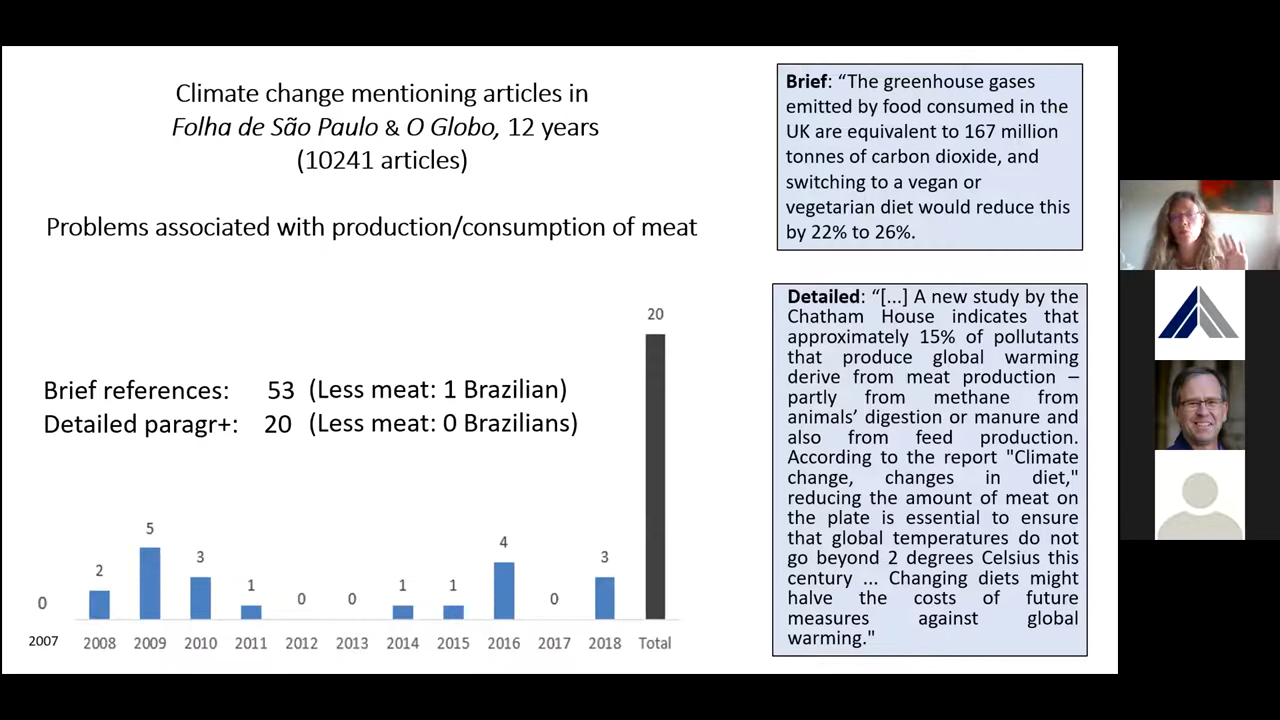 Climate change mentioning articles in
Folha de São Paulo & O Globo, 12 years
(10241 articles)
Problems associated with production/consumption of meat
Brief references: 53 (Less meat: 1 Brazilian)
Detailed paragr+: 20 (Less meat: 0 Brazilians)
0 2 5 3 1 0 0 1 1 4 0 3 20
2007 2008 2009 2010 2011 2012 2013 2014 2015 2016 2017 2018 Total
Brief: “The greenhouse gases
emitted by food consumed in the
UK are equivalent to 167 million
tonnes of carbon dioxide, and
switching to a vegan or
vegetarian diet would reduce this
by 22% to 26%.
Detailed: “[...] A new study by the
Chatham House indicates that
approximately 15% of pollutants
that produce global warming
derive from meat production –
partly from methane from
animals’ digestion or manure and
also from feed production.
According to the report "Climate
change, changes in diet,"
reducing the amount of meat on
the plate is essential to ensure
that global temperatures do not
go beyond 2 degrees Celsius this
century ... Changing diets might
halve the costs of future
measures against global
warming."